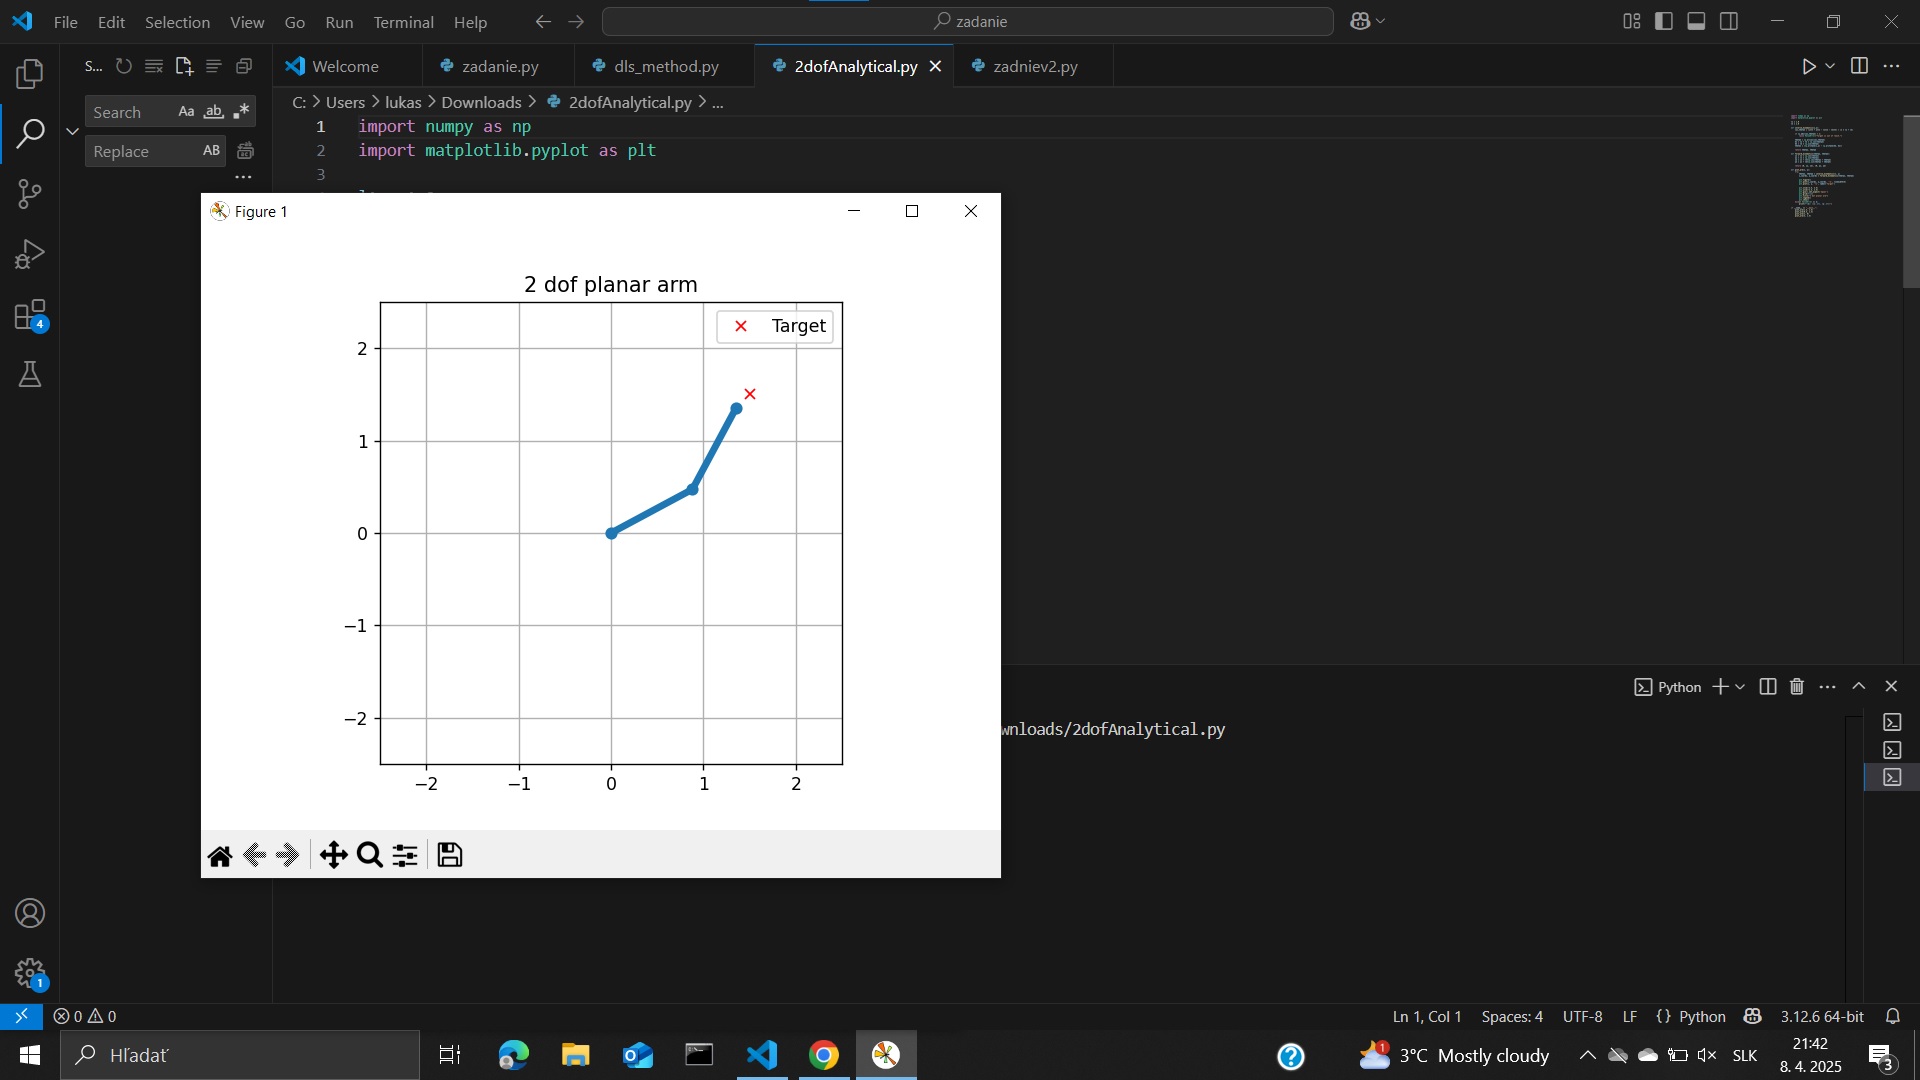 File Edit Selection View Go Run Terminal Help
zadanie
S...
Welcome
zadanie.py
dls_method.py
2dofAnalytical.py
zadniev2.py
Search
Aa
ab
Replace
AB
C: > Users > lukas > Downloads > 2dofAnalytical.py > ...
1 import numpy as np
2 import matplotlib.pyplot as plt
3
Figure 1
2 dof planar arm
Target
2
1
0
−1
−2
−2 −1 0 1 2
4
Python
wnloads/2dofAnalytical.py
1
0 0
Ln 1, Col 1 Spaces: 4 UTF-8 LF {} Python 3.12.6 64-bit
Hľadať
1
3°C Mostly cloudy
SLK
21:42
8. 4. 2025
3